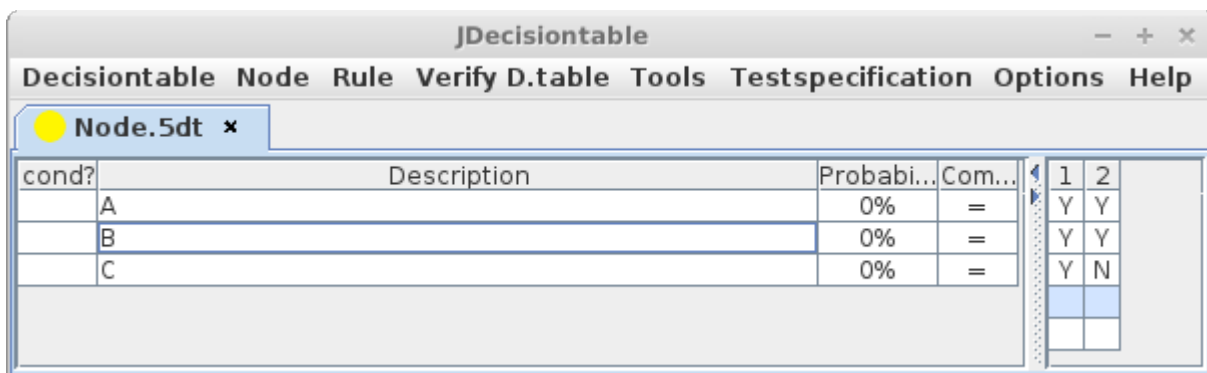 JDecisiontable
Decisiontable Node Rule Verify D.table Tools Testspecification Options Help
Node.5dt
cond? Description Probabi... Com... 1 2
A 0% = Y Y
B 0% = Y Y
C 0% = Y N